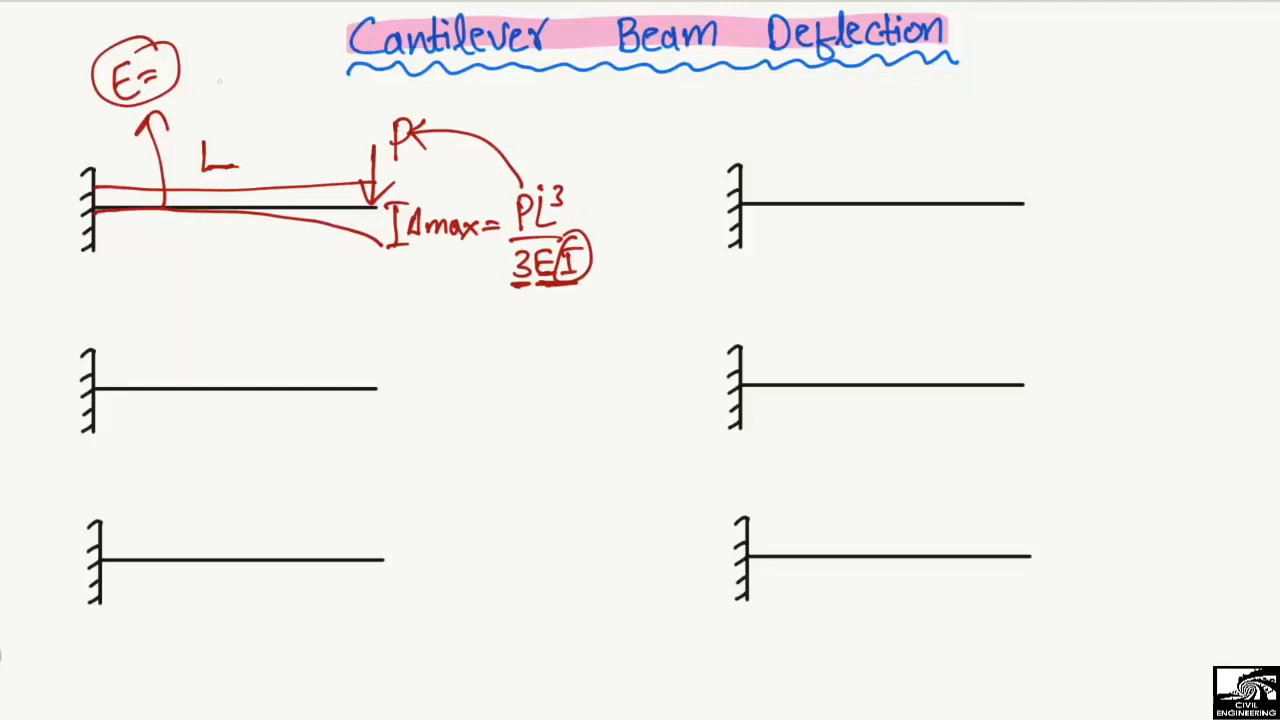 Cantilever Beam Deflection
E=
L
P
Δmax = PL³
3EI
CIVIL
ENGINEERING